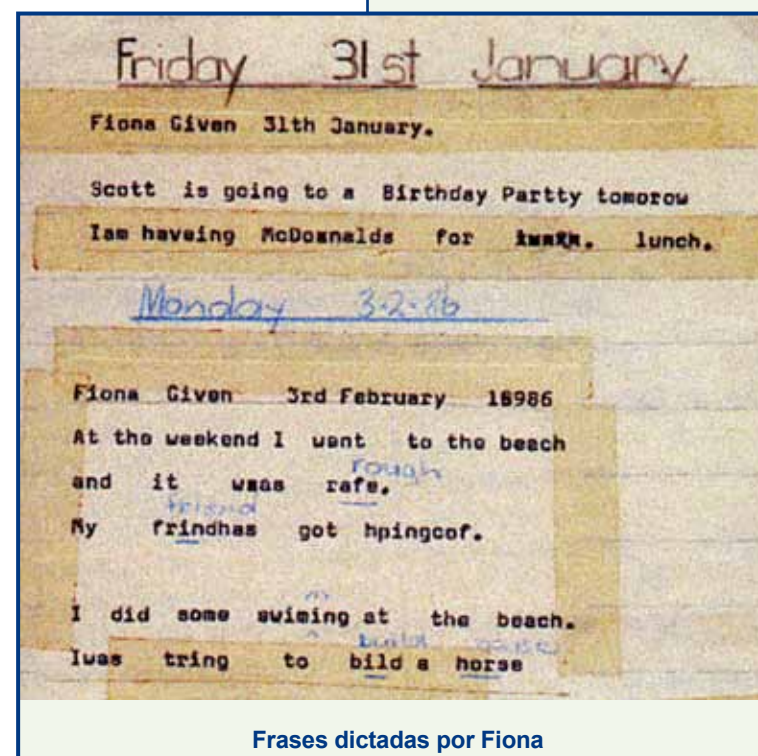 Friday 31st January
Fiona Given 31th January.
Scott is going to a Birthday Partty tomorow
Iam haveing McDomnalds for lunch.
Monday 3-2-86
Fiona Given 3rd February 18986
At the weekend I went to the beach
rough
and it waas rafe.
friend
My frindhas got hpingcof.
m
I did some swiming at the beach.
build
Iwas tring to bild a horse
Frases dictadas por Fiona